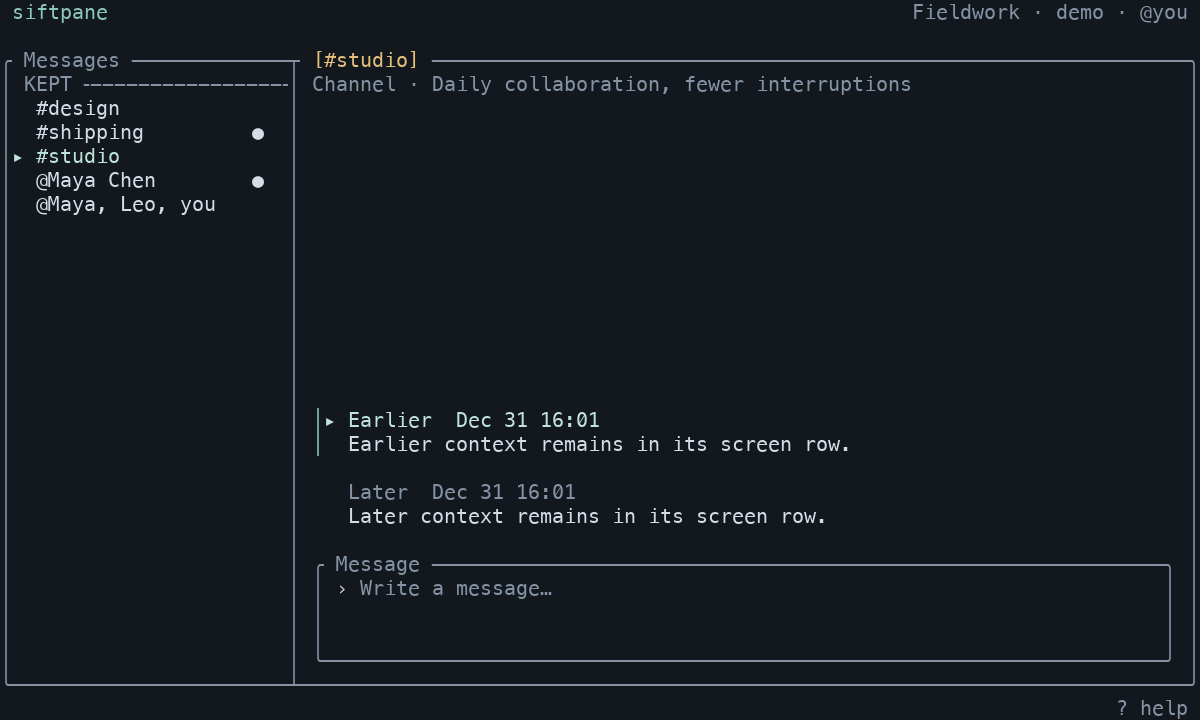 siftpane
Fieldwork · demo · @you
Messages
KEPT
#design
#shipping ●
▸ #studio
@Maya Chen ●
@Maya, Leo, you
[#studio]
Channel · Daily collaboration, fewer interruptions
▸ Earlier  Dec 31 16:01
Earlier context remains in its screen row.
Later  Dec 31 16:01
Later context remains in its screen row.
Message
› Write a message…
? help